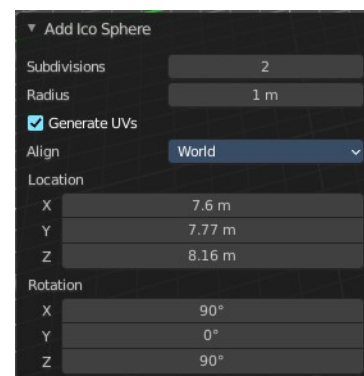 Add Ico Sphere
Subdivisions 2
Radius 1 m
Generate UVs
Align World
Location
X 7.6 m
Y 7.77 m
Z 8.16 m
Rotation
X 90°
Y 0°
Z 90°